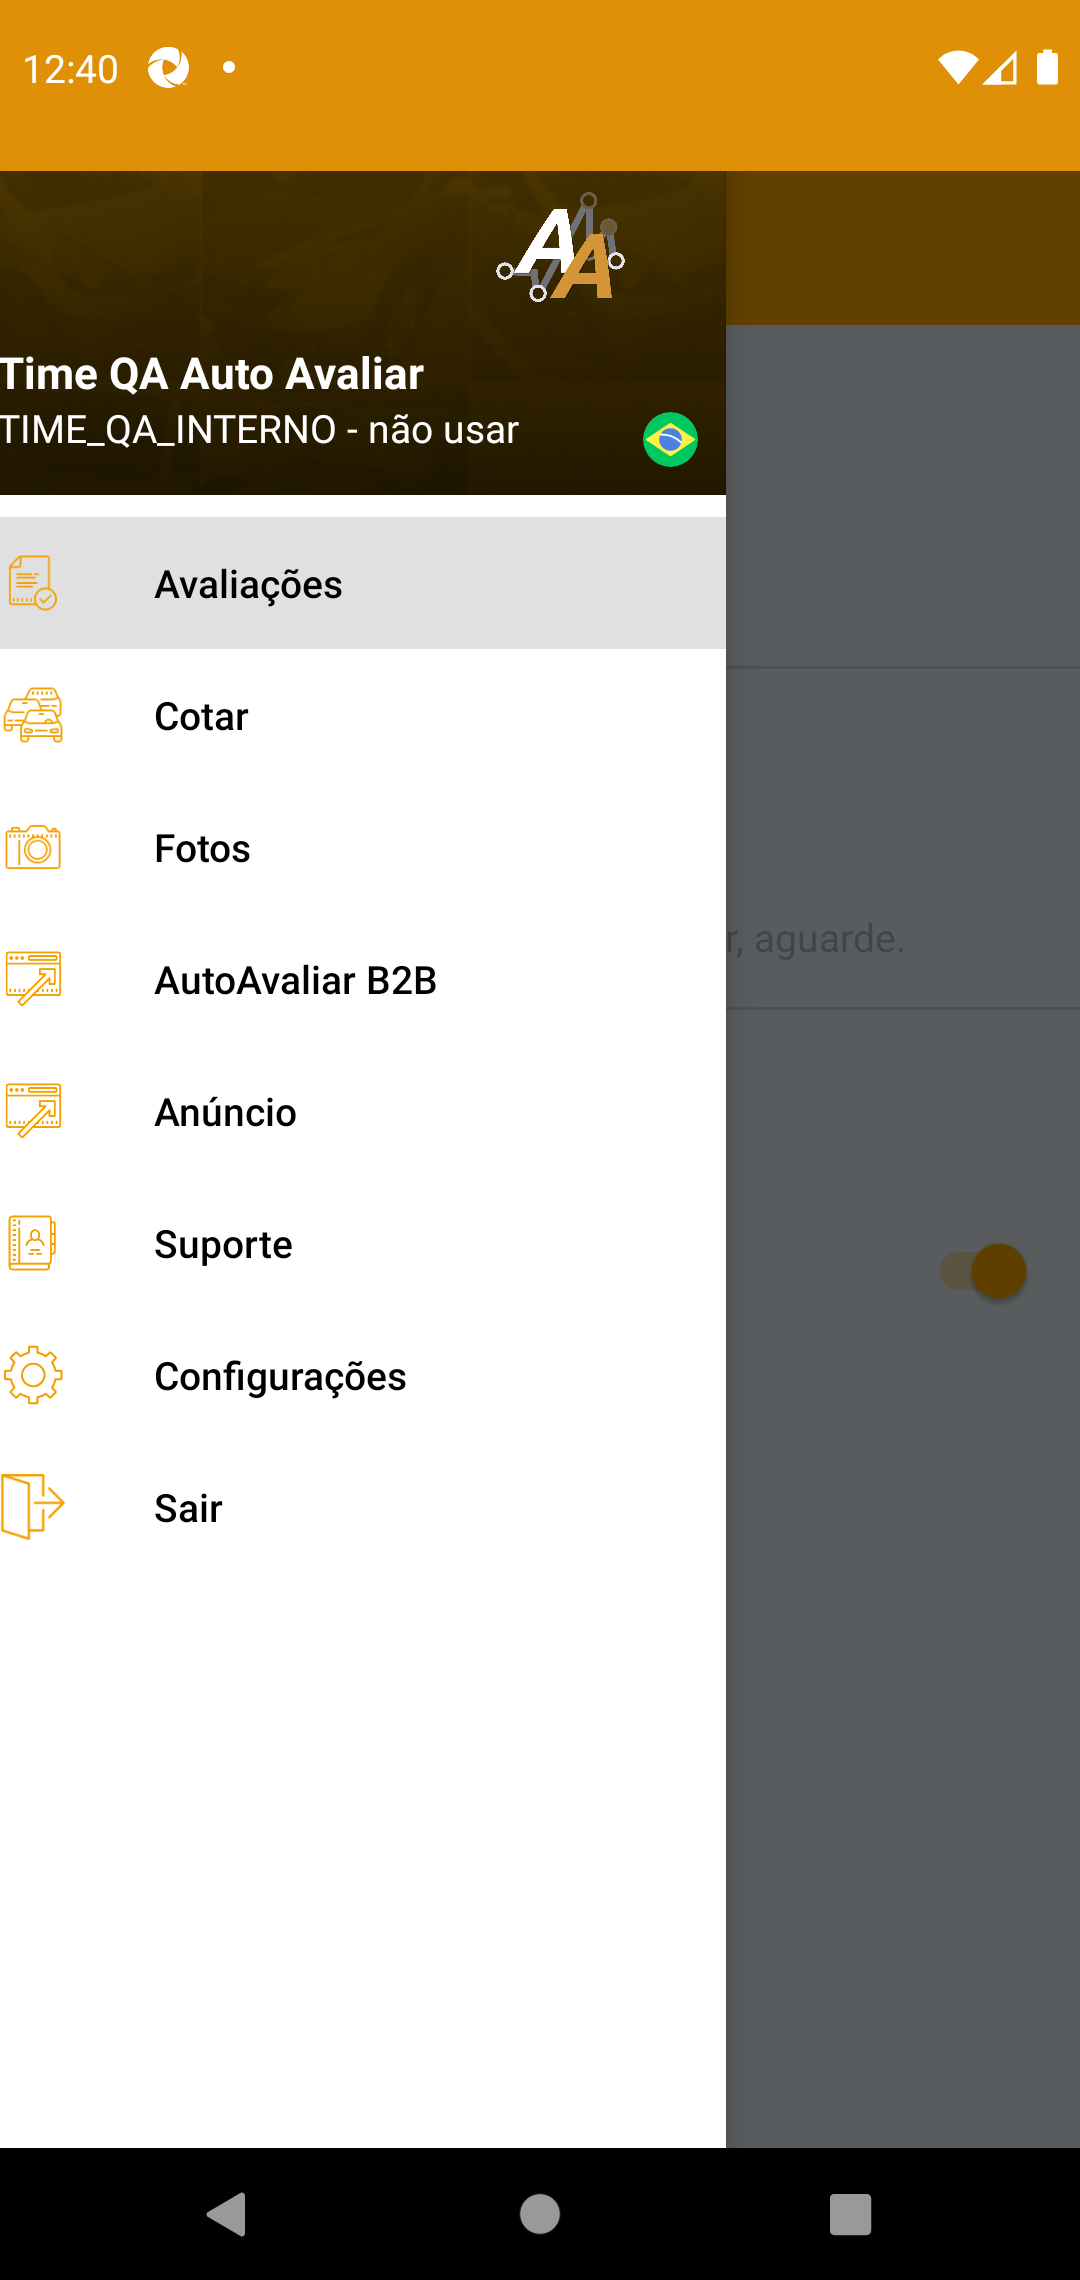 12:40
AA
Time QA Auto Avaliar
TIME_QA_INTERNO - não usar
Avaliações
Cotar
Fotos
AutoAvaliar B2B
r, aguarde.
Anúncio
Suporte
Configurações
Sair